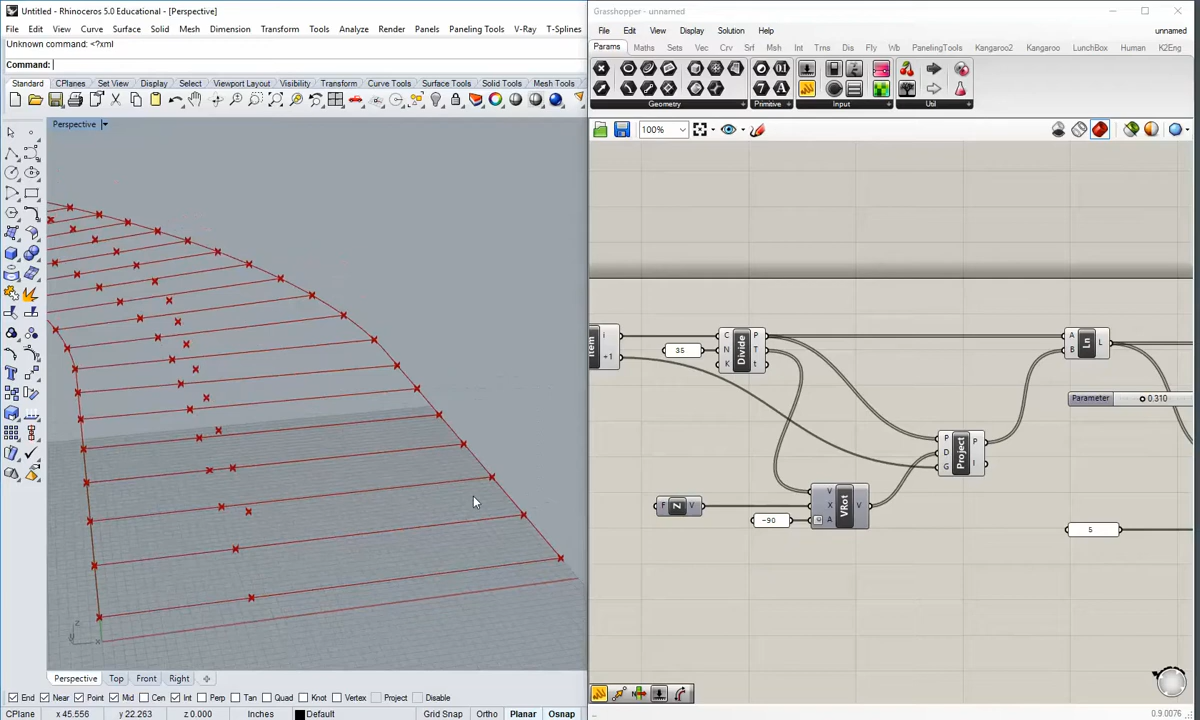 Untitled - Rhinoceros 5.0 Educational - [Perspective]
File Edit View Curve Surface Solid Mesh Dimension Transform Tools Analyze Render Panels Paneling Tools V-Ray T-Splines
Unknown command: <?xml
Command:
Standard CPlanes Set View Display Select Viewport Layout Visibility Transform Curve Tools Surface Tools Solid Tools Mesh Tools
Perspective
z
y
x
Perspective Top Front Right
End Near Point Mid Cen Int Perp Tan Quad Knot Vertex Project Disable
CPlane x 45.556 y 22.263 z 0.000 Inches Default Grid Snap Ortho Planar Osnap
Grasshopper - unnamed
File Edit View Display Solution Help unnamed
Params Maths Sets Vec Crv Srf Msh Int Trns Dis Fly Wb PanelingTools Kangaroo2 Kangaroo LunchBox Human K2Eng
Geometry Primitive Input Util
100%
Item i +1
35
C N K Divide P T t
A B Ln L
Parameter 0.310
P D G Project P I
F Z V
-90
V X A VRot V
5
0.9.0076